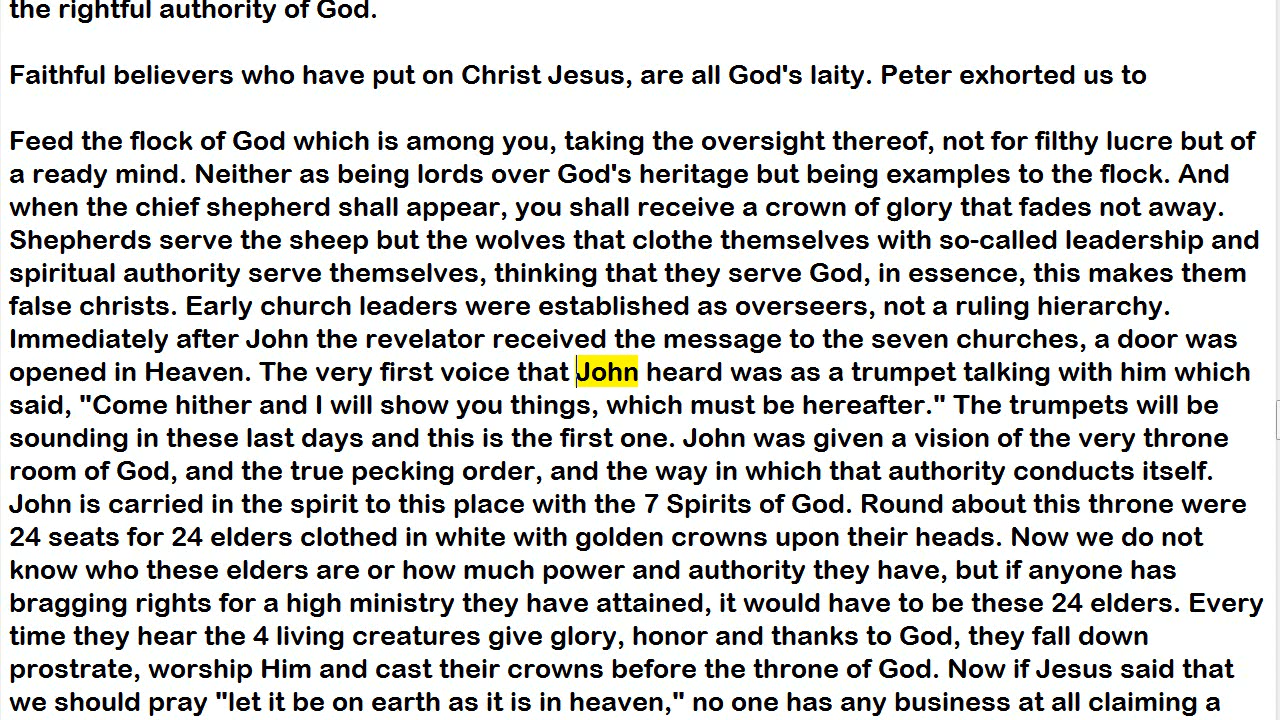 the rightful authority of God.
Faithful believers who have put on Christ Jesus, are all God's laity. Peter exhorted us to
Feed the flock of God which is among you, taking the oversight thereof, not for filthy lucre but of
a ready mind. Neither as being lords over God's heritage but being examples to the flock. And
when the chief shepherd shall appear, you shall receive a crown of glory that fades not away.
Shepherds serve the sheep but the wolves that clothe themselves with so-called leadership and
spiritual authority serve themselves, thinking that they serve God, in essence, this makes them
false christs. Early church leaders were established as overseers, not a ruling hierarchy.
Immediately after John the revelator received the message to the seven churches, a door was
opened in Heaven. The very first voice that John heard was as a trumpet talking with him which
said, "Come hither and I will show you things, which must be hereafter." The trumpets will be
sounding in these last days and this is the first one. John was given a vision of the very throne
room of God, and the true pecking order, and the way in which that authority conducts itself.
John is carried in the spirit to this place with the 7 Spirits of God. Round about this throne were
24 seats for 24 elders clothed in white with golden crowns upon their heads. Now we do not
know who these elders are or how much power and authority they have, but if anyone has
bragging rights for a high ministry they have attained, it would have to be these 24 elders. Every
time they hear the 4 living creatures give glory, honor and thanks to God, they fall down
prostrate, worship Him and cast their crowns before the throne of God. Now if Jesus said that
we should pray "let it be on earth as it is in heaven," no one has any business at all claiming a